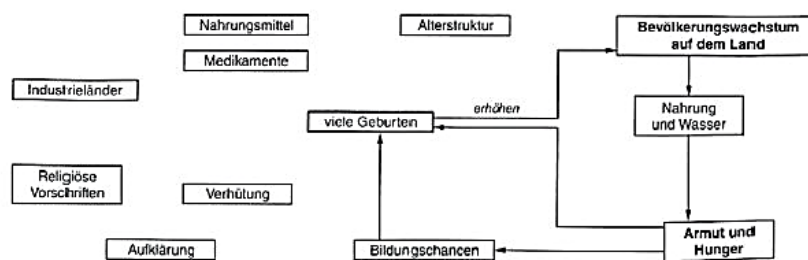 Nahrungsmittel
Alterstruktur
Bevölkerungswachstum
auf dem Land
Medikamente
Industrieländer
erhöhen
Nahrung
und Wasser
viele Geburten
Religiöse
Vorschriften
Verhütung
Armut und
Hunger
Aufklärung
Bildungschancen